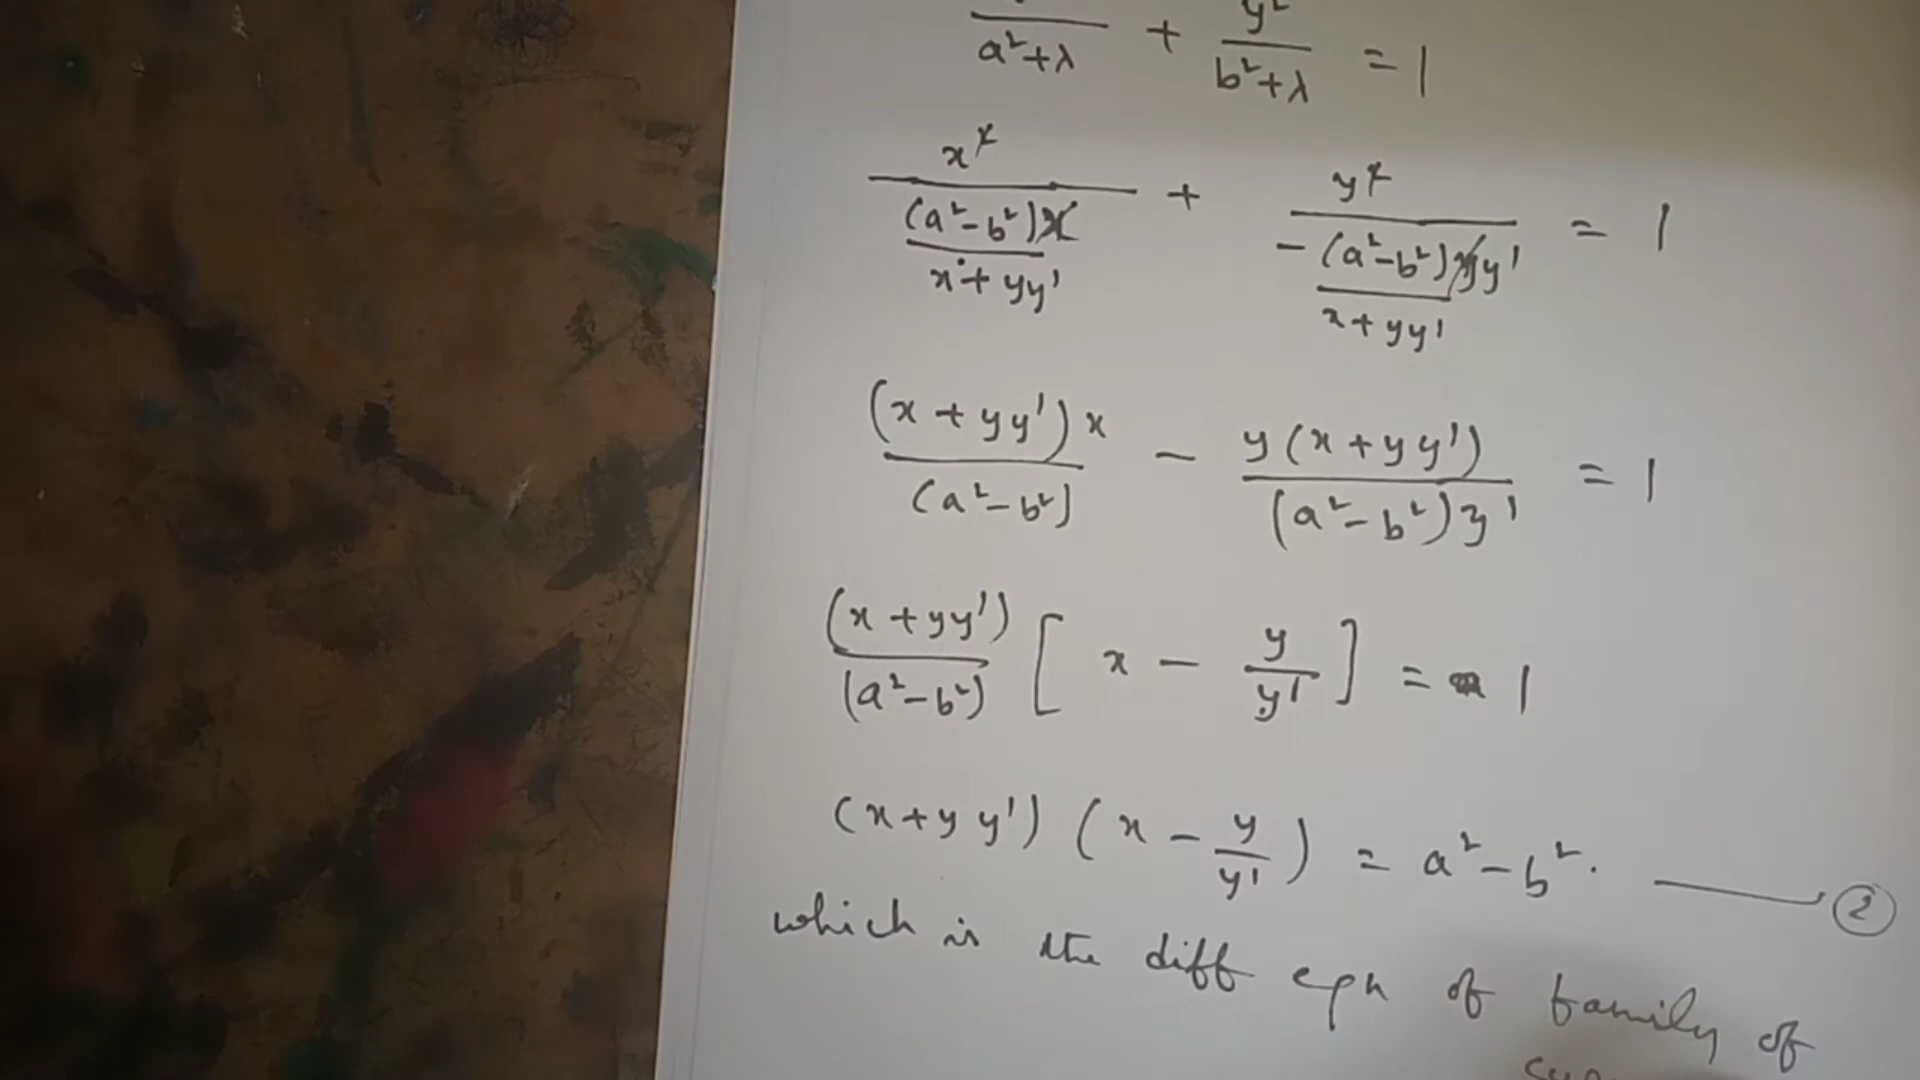 / a²+λ + y² / b²+λ = 1
x² / ((a²-b²)x / x+yy') + y² / (-(a²-b²)yy' / x+yy') = 1
(x+yy')x / (a²-b²) - y(x+yy') / (a²-b²)y' = 1
(x+yy') / (a²-b²) [ x - y/y' ] = 1
(x+yy') (x - y/y') = a²-b². —— ②
which is the diff eqn of family of